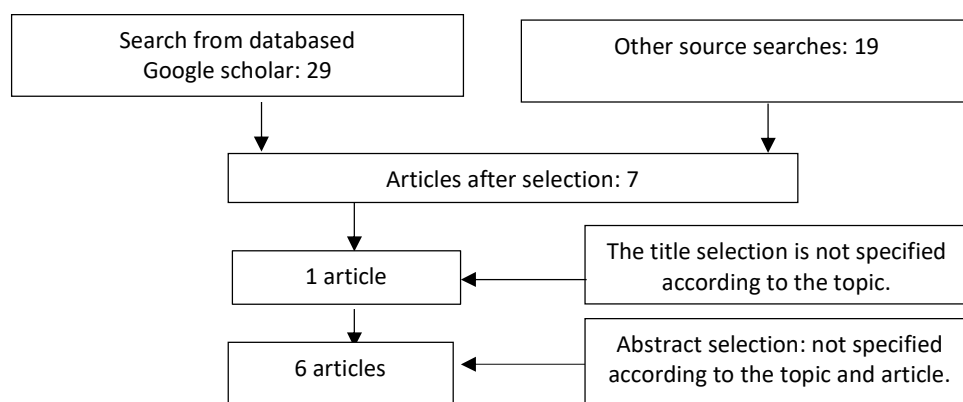 Search from databased
Google scholar: 29
Other source searches: 19
Articles after selection: 7
1 article
The title selection is not specified
according to the topic.
6 articles
Abstract selection: not specified
according to the topic and article.